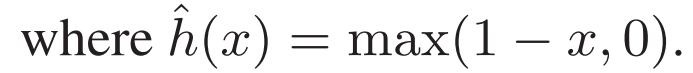 where ĥ(x) = max(1 − x, 0).